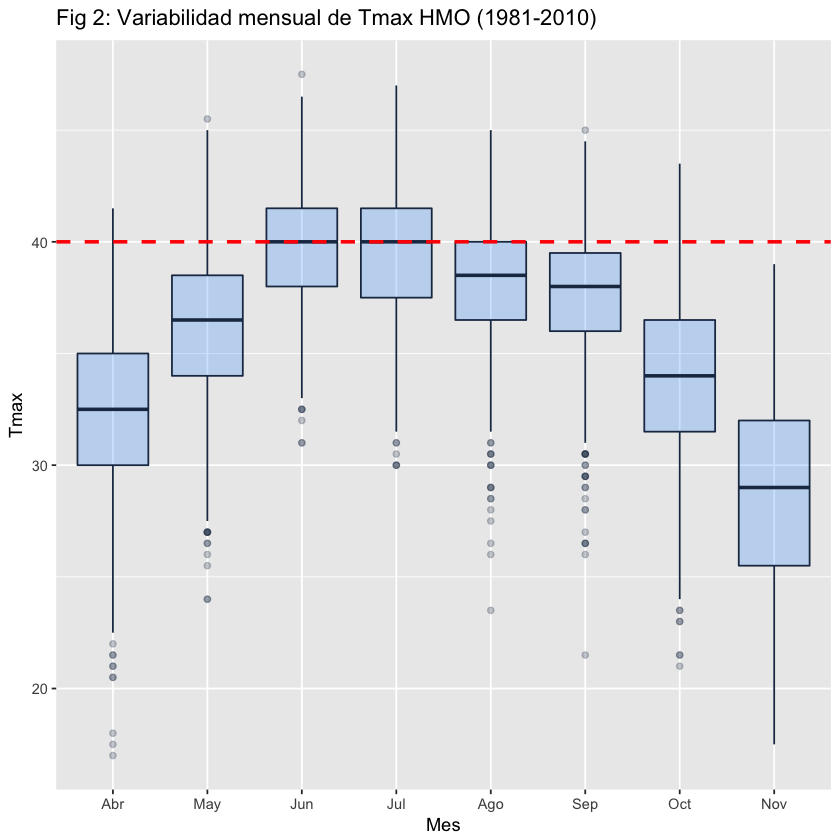 Fig 2: Variabilidad mensual de Tmax HMO (1981-2010)
Tmax
40
30
20
Abr May Jun Jul Ago Sep Oct Nov
Mes